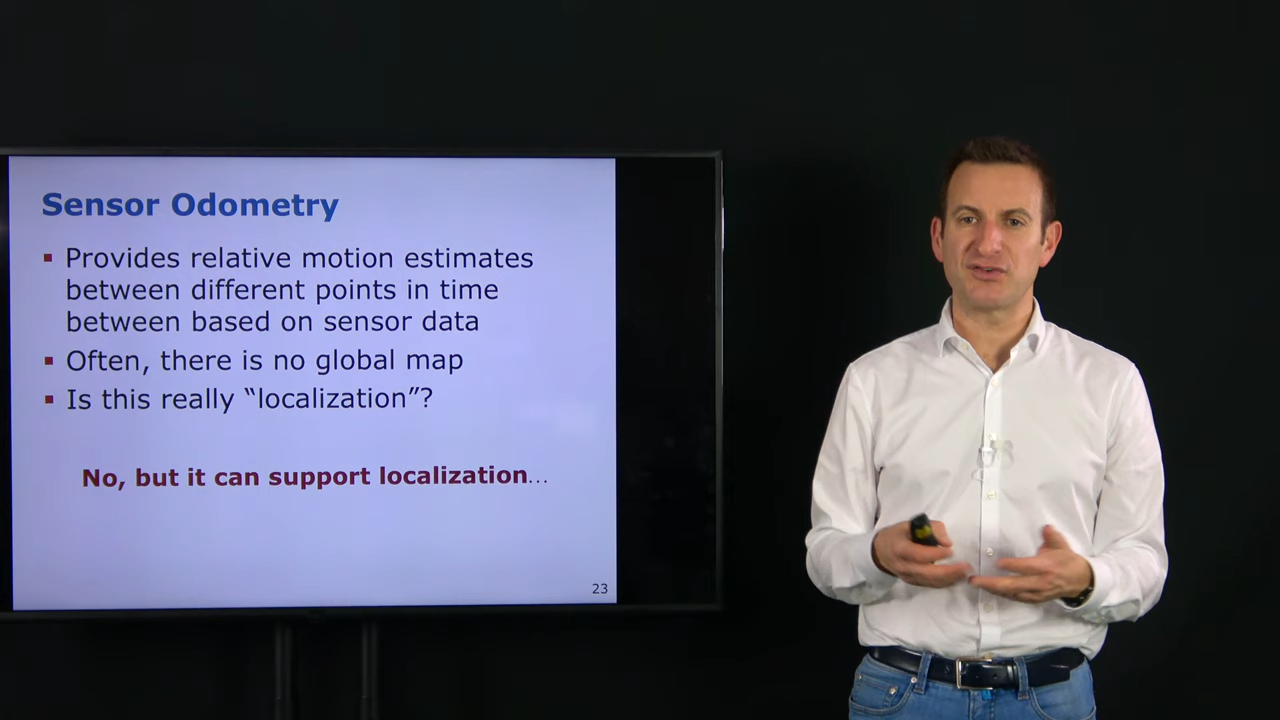 Sensor Odometry
▪ Provides relative motion estimates
between different points in time
between based on sensor data
▪ Often, there is no global map
▪ Is this really “localization”?
No, but it can support localization…
23